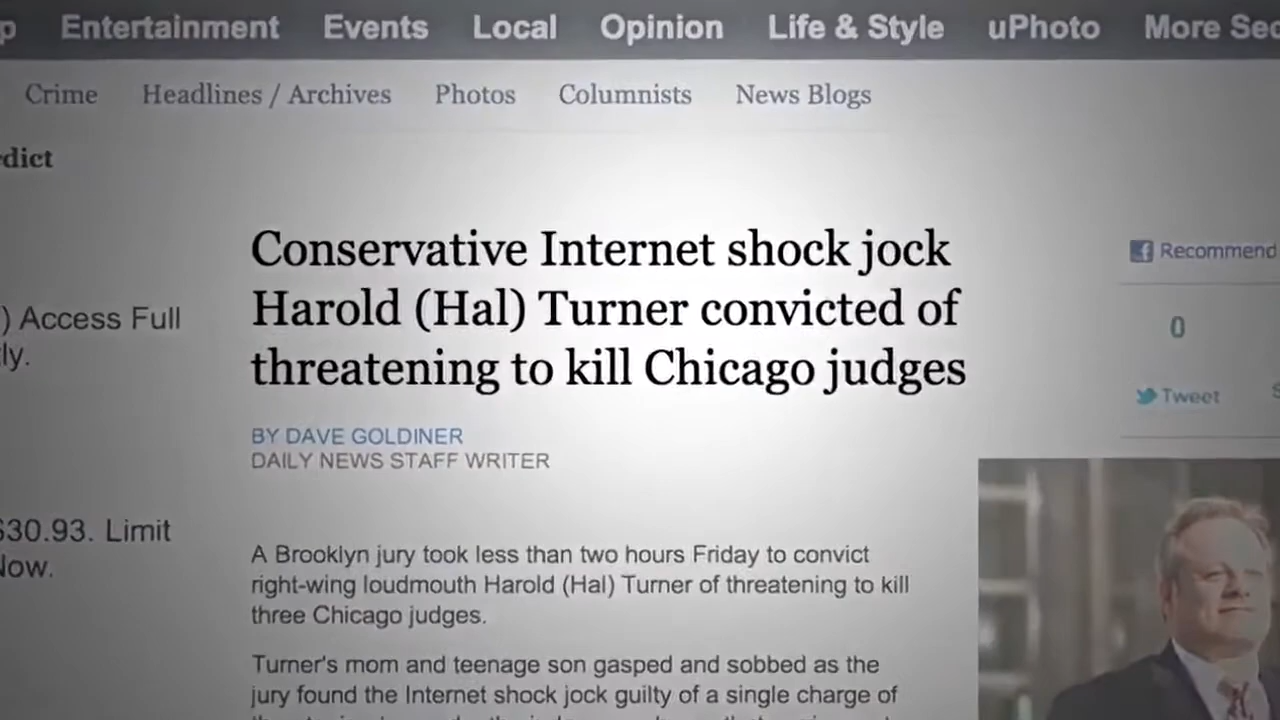 Entertainment Events Local Opinion Life & Style uPhoto More
Crime Headlines / Archives Photos Columnists News Blogs
Conservative Internet shock jock
Harold (Hal) Turner convicted of
threatening to kill Chicago judges
Recommend
0
Tweet
) Access Full
ly.
BY DAVE GOLDINER
DAILY NEWS STAFF WRITER
$30.93. Limit
Now.
A Brooklyn jury took less than two hours Friday to convict
right-wing loudmouth Harold (Hal) Turner of threatening to kill
three Chicago judges.
Turner's mom and teenage son gasped and sobbed as the
jury found the Internet shock jock guilty of a single charge of